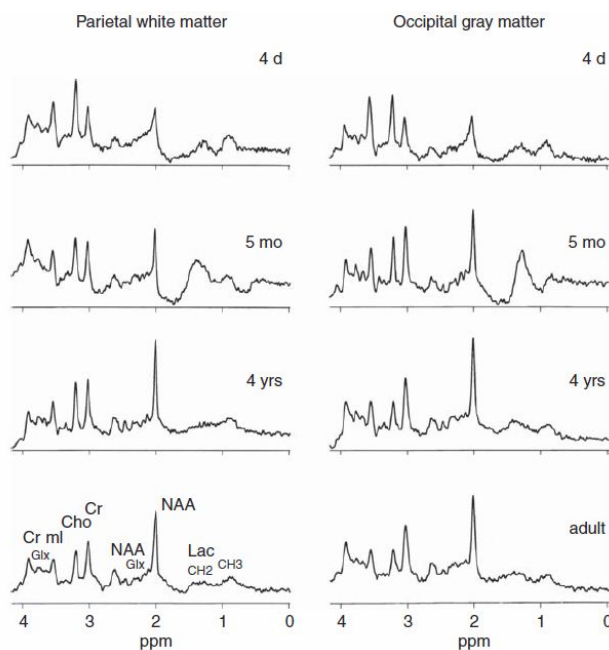 Parietal white matter
Occipital gray matter
4 d
4 d
5 mo
5 mo
4 yrs
4 yrs
NAA
Cr
Cho
Cr ml
Glx
NAA
Glx
Lac
CH2
CH3
adult
4 3 2 1 0
ppm
4 3 2 1 0
ppm